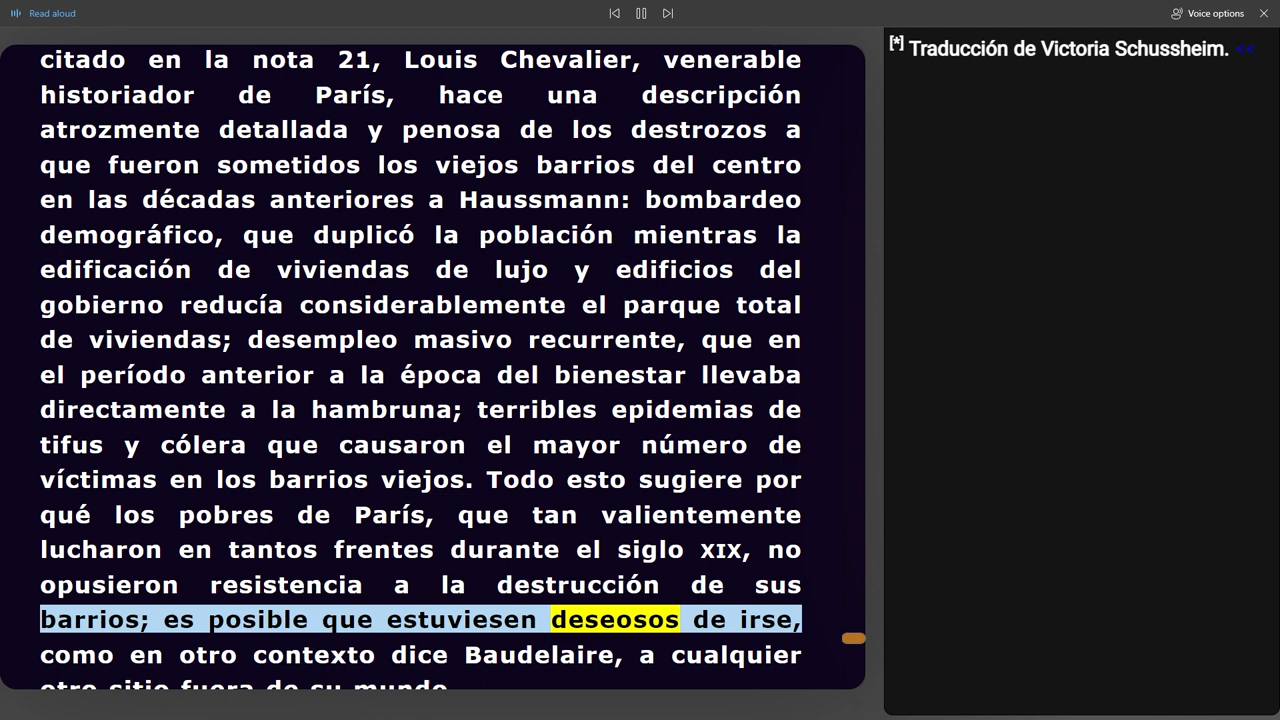 Read aloud
Voice options
citado en la nota 21, Louis Chevalier, venerable
historiador de París, hace una descripción
atrozmente detallada y penosa de los destrozos a
que fueron sometidos los viejos barrios del centro
en las décadas anteriores a Haussmann: bombardeo
demográfico, que duplicó la población mientras la
edificación de viviendas de lujo y edificios del
gobierno reducía considerablemente el parque total
de viviendas; desempleo masivo recurrente, que en
el período anterior a la época del bienestar llevaba
directamente a la hambruna; terribles epidemias de
tifus y cólera que causaron el mayor número de
víctimas en los barrios viejos. Todo esto sugiere por
qué los pobres de París, que tan valientemente
lucharon en tantos frentes durante el siglo XIX, no
opusieron resistencia a la destrucción de sus
barrios; es posible que estuviesen deseosos de irse,
como en otro contexto dice Baudelaire, a cualquier
otro sitio fuera de su mundo.
[*] Traducción de Victoria Schussheim. <<